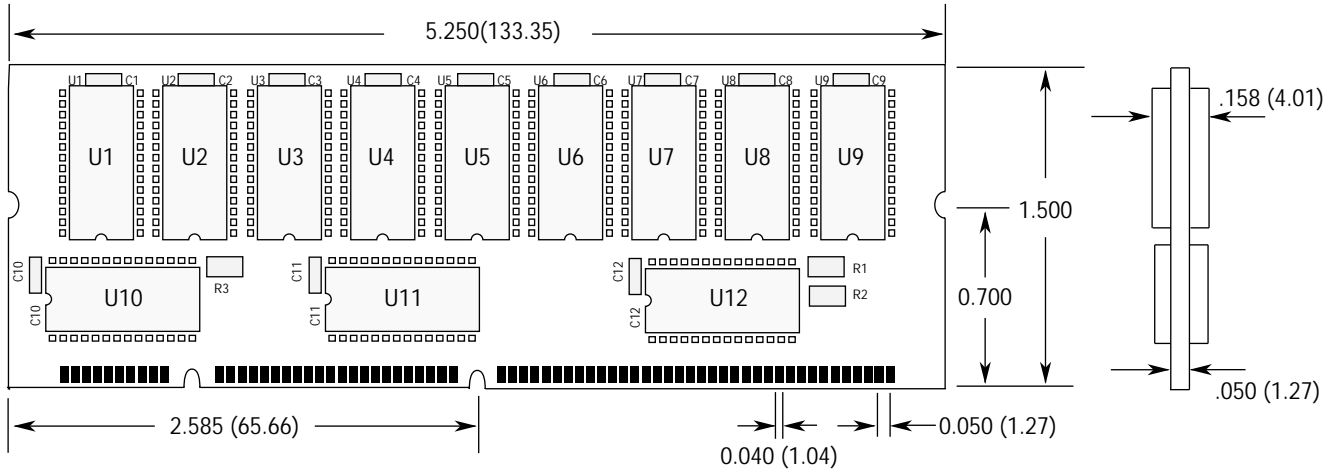 5.250(133.35)
U1 C1 U2 C2 U3 C3 U4 C4 U5 C5 U6 C6 U7 C7 U8 C8 U9 C9
.158 (4.01)
U1 U2 U3 U4 U5 U6 U7 U8 U9
1.500
C10 C11 C12 R1
R3 R2
U10 U11 U12
0.700
C10 C11 C12
.050 (1.27)
2.585 (65.66)
0.050 (1.27)
0.040 (1.04)